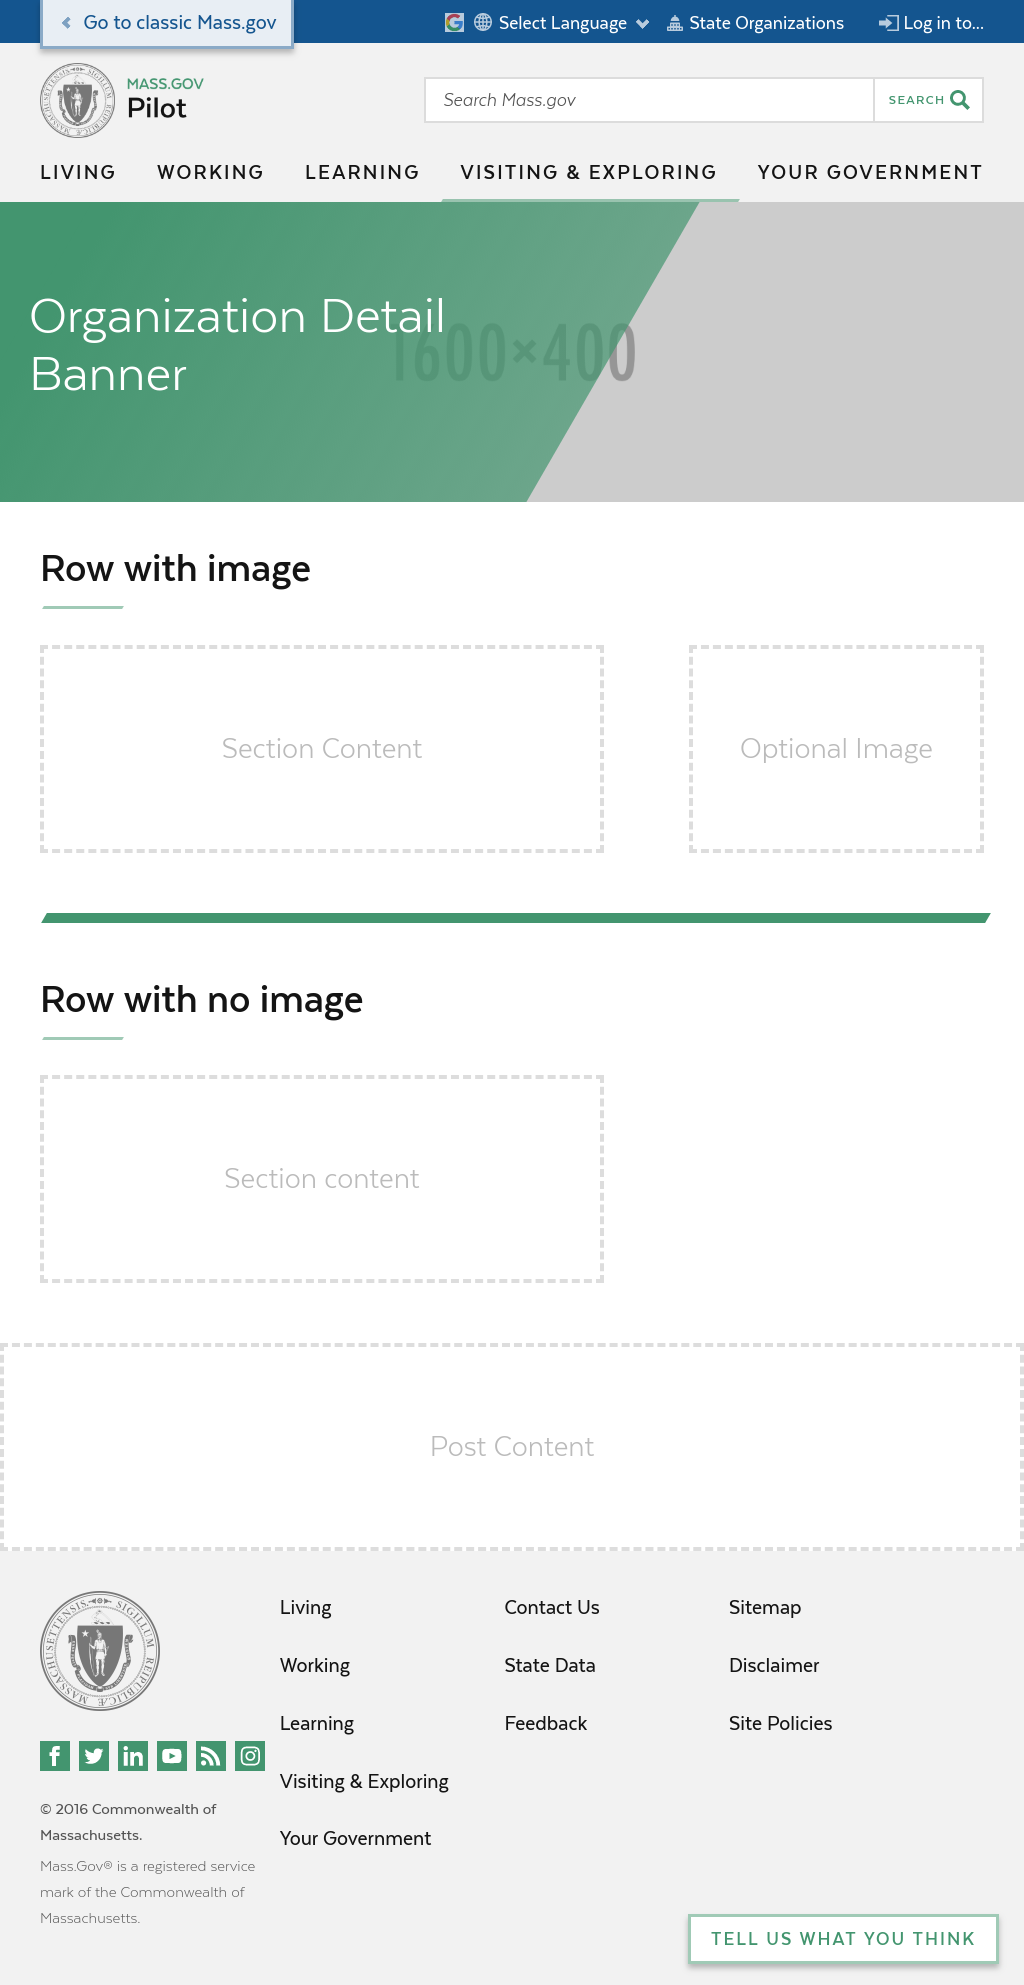 Go to classic Mass.gov
Select Language
State Organizations
Log in to...
MASS.GOV
Pilot
Search Mass.gov
SEARCH
LIVING
WORKING
LEARNING
VISITING & EXPLORING
YOUR GOVERNMENT
Organization Detail
Banner
1600×400
Row with image
Section Content
Optional Image
Row with no image
Section content
Post Content
SIGILLUM REIPUBLICÆ MASSACHUSETTENSIS
Living
Working
Learning
Visiting & Exploring
Your Government
Contact Us
State Data
Feedback
Sitemap
Disclaimer
Site Policies
© 2016 Commonwealth of
Massachusetts.
Mass.Gov® is a registered service
mark of the Commonwealth of
Massachusetts.
TELL US WHAT YOU THINK